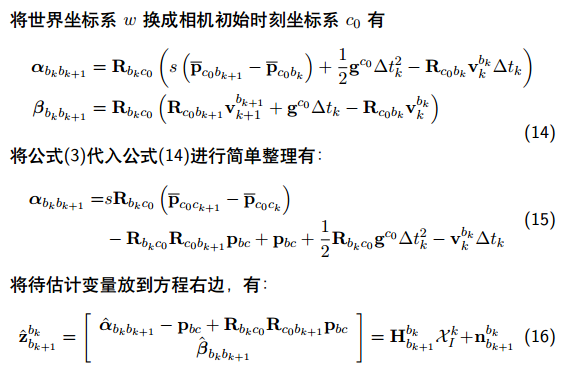 将世界坐标系 w 换成相机初始时刻坐标系 c₀ 有
$\boldsymbol{\alpha}_{b_k b_{k+1}} = \mathbf{R}_{b_k c_0} \left( s \left( \overline{\mathbf{p}}_{c_0 b_{k+1}} - \overline{\mathbf{p}}_{c_0 b_k} \right) + \frac{1}{2} \mathbf{g}^{c_0} \Delta t_k^2 - \mathbf{R}_{c_0 b_k} \mathbf{v}_k^{b_k} \Delta t_k \right)$
$\boldsymbol{\beta}_{b_k b_{k+1}} = \mathbf{R}_{b_k c_0} \left( \mathbf{R}_{c_0 b_{k+1}} \mathbf{v}_{k+1}^{b_{k+1}} + \mathbf{g}^{c_0} \Delta t_k - \mathbf{R}_{c_0 b_k} \mathbf{v}_k^{b_k} \right)$
(14)
将公式(3)代入公式(14)进行简单整理有：
$\boldsymbol{\alpha}_{b_k b_{k+1}} = s \mathbf{R}_{b_k c_0} \left( \overline{\mathbf{p}}_{c_0 c_{k+1}} - \overline{\mathbf{p}}_{c_0 c_k} \right)$
$- \mathbf{R}_{b_k c_0} \mathbf{R}_{c_0 b_{k+1}} \mathbf{p}_{bc} + \mathbf{p}_{bc} + \frac{1}{2} \mathbf{R}_{b_k c_0} \mathbf{g}^{c_0} \Delta t_k^2 - \mathbf{v}_k^{b_k} \Delta t_k$
(15)
将待估计变量放到方程右边，有：
$\hat{\mathbf{z}}_{b_{k+1}}^{b_k} = \left[ \begin{array}{c} \hat{\boldsymbol{\alpha}}_{b_k b_{k+1}} - \mathbf{p}_{bc} + \mathbf{R}_{b_k c_0} \mathbf{R}_{c_0 b_{k+1}} \mathbf{p}_{bc} \\ \hat{\boldsymbol{\beta}}_{b_k b_{k+1}} \end{array} \right] = \mathbf{H}_{b_{k+1}}^{b_k} \mathcal{X}_I^k + \mathbf{n}_{b_{k+1}}^{b_k}$ (16)